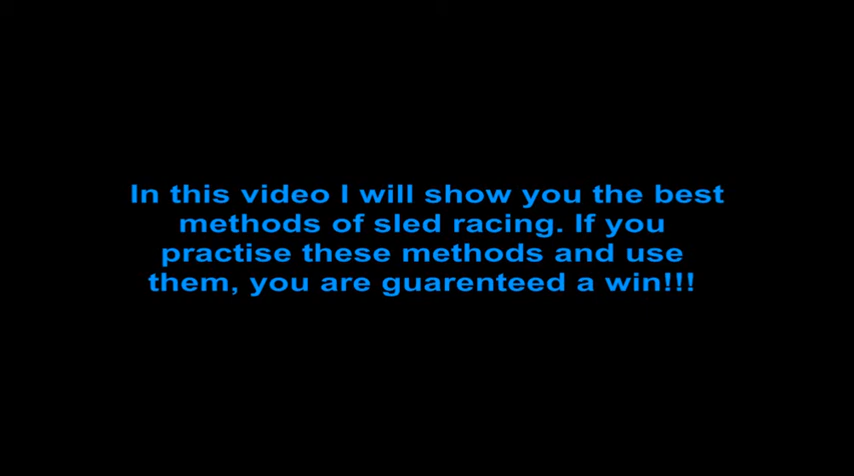 In this video I will show you the best
methods of sled racing. If you
practise these methods and use
them, you are guarenteed a win!!!